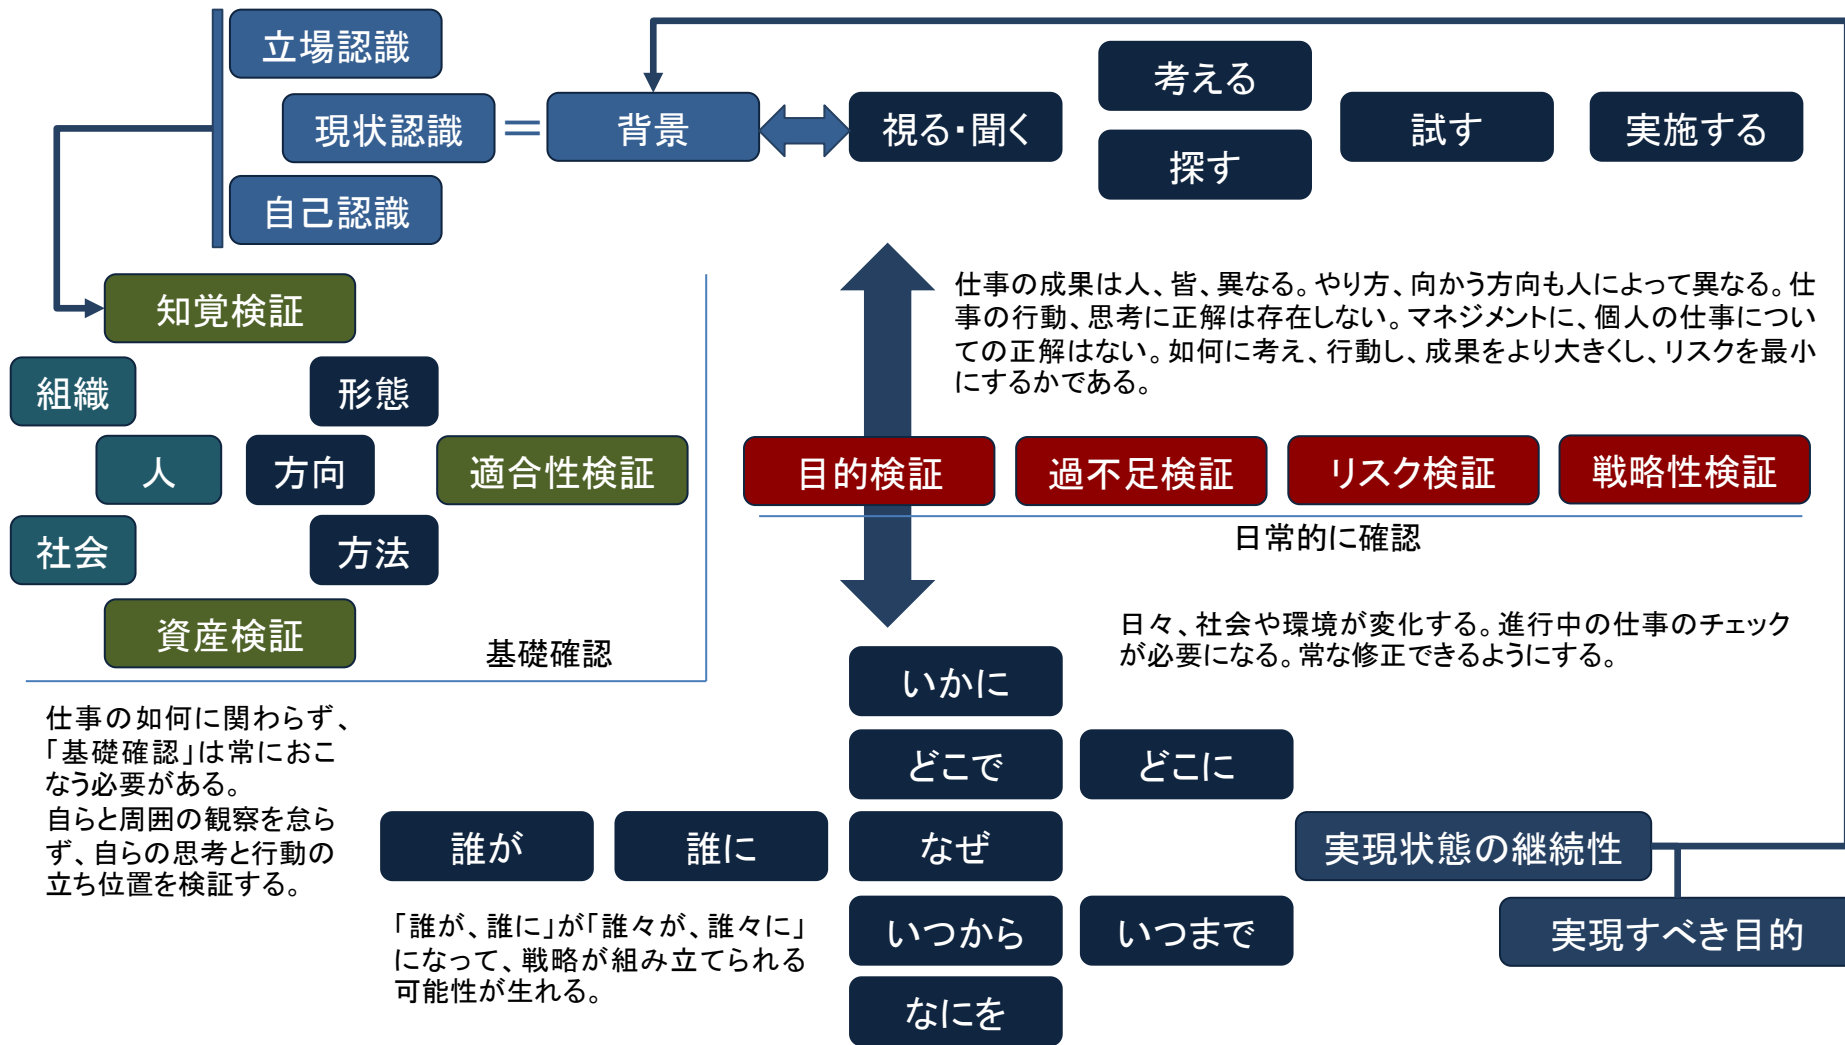 立場認識
考える
現状認識
＝
背景
視る・聞く
試す
実施する
探す
自己認識
知覚検証
組織
形態
人
方向
適合性検証
社会
方法
資産検証
基礎確認
仕事の成果は人、皆、異なる。やり方、向かう方向も人によって異なる。仕
事の行動、思考に正解は存在しない。マネジメントに、個人の仕事につい
ての正解はない。如何に考え、行動し、成果をより大きくし、リスクを最小
にするかである。
目的検証
過不足検証
リスク検証
戦略性検証
日常的に確認
日々、社会や環境が変化する。進行中の仕事のチェック
が必要になる。常な修正できるようにする。
仕事の如何に関わらず、
「基礎確認」は常におこ
なう必要がある。
自らと周囲の観察を怠ら
ず、自らの思考と行動の
立ち位置を検証する。
いかに
どこで
どこに
誰が
誰に
なぜ
実現状態の継続性
いつから
いつまで
実現すべき目的
なにを
「誰が、誰に」が「誰々が、誰々に」
になって、戦略が組み立てられる
可能性が生れる。